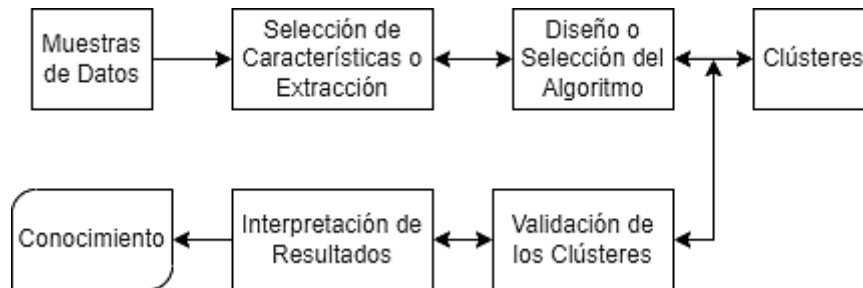 Muestras
de Datos
Selección de
Características o
Extracción
Diseño o
Selección del
Algoritmo
Clústeres
Conocimiento
Interpretación de
Resultados
Validación de
los Clústeres